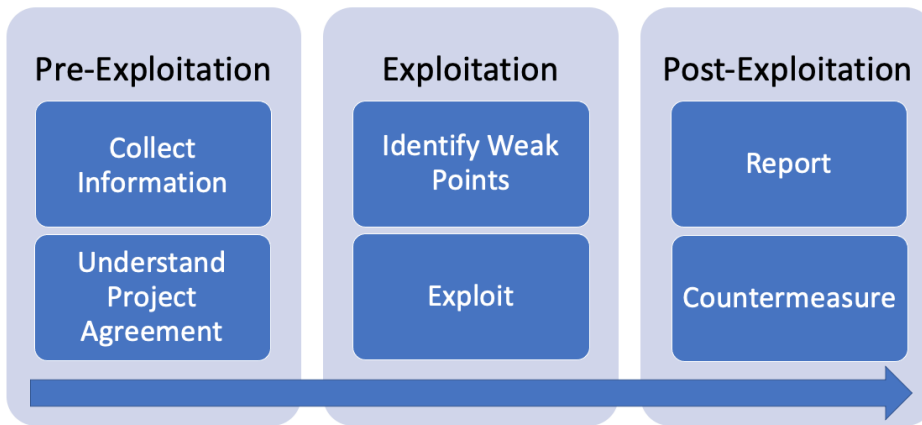 Pre-Exploitation
Collect
Information
Understand
Project
Agreement
Exploitation
Identify Weak
Points
Exploit
Post-Exploitation
Report
Countermeasure